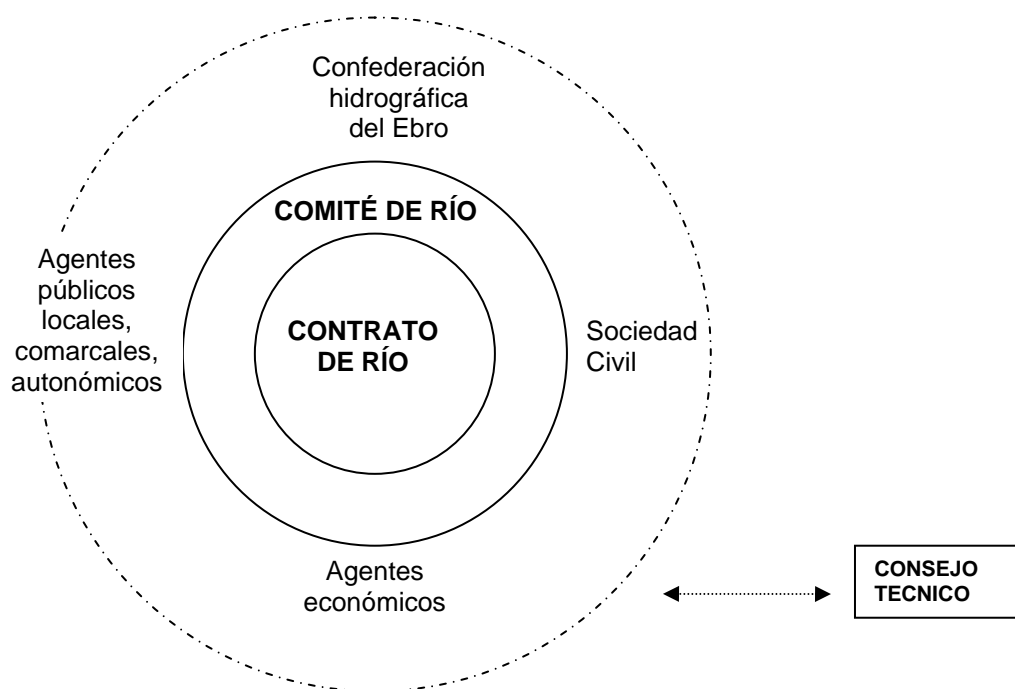 Confederación
hidrográfica
del Ebro
COMITÉ DE RÍO
Agentes
públicos
locales,
comarcales,
autonómicos
CONTRATO
DE RÍO
Sociedad
Civil
Agentes
económicos
CONSEJO
TECNICO